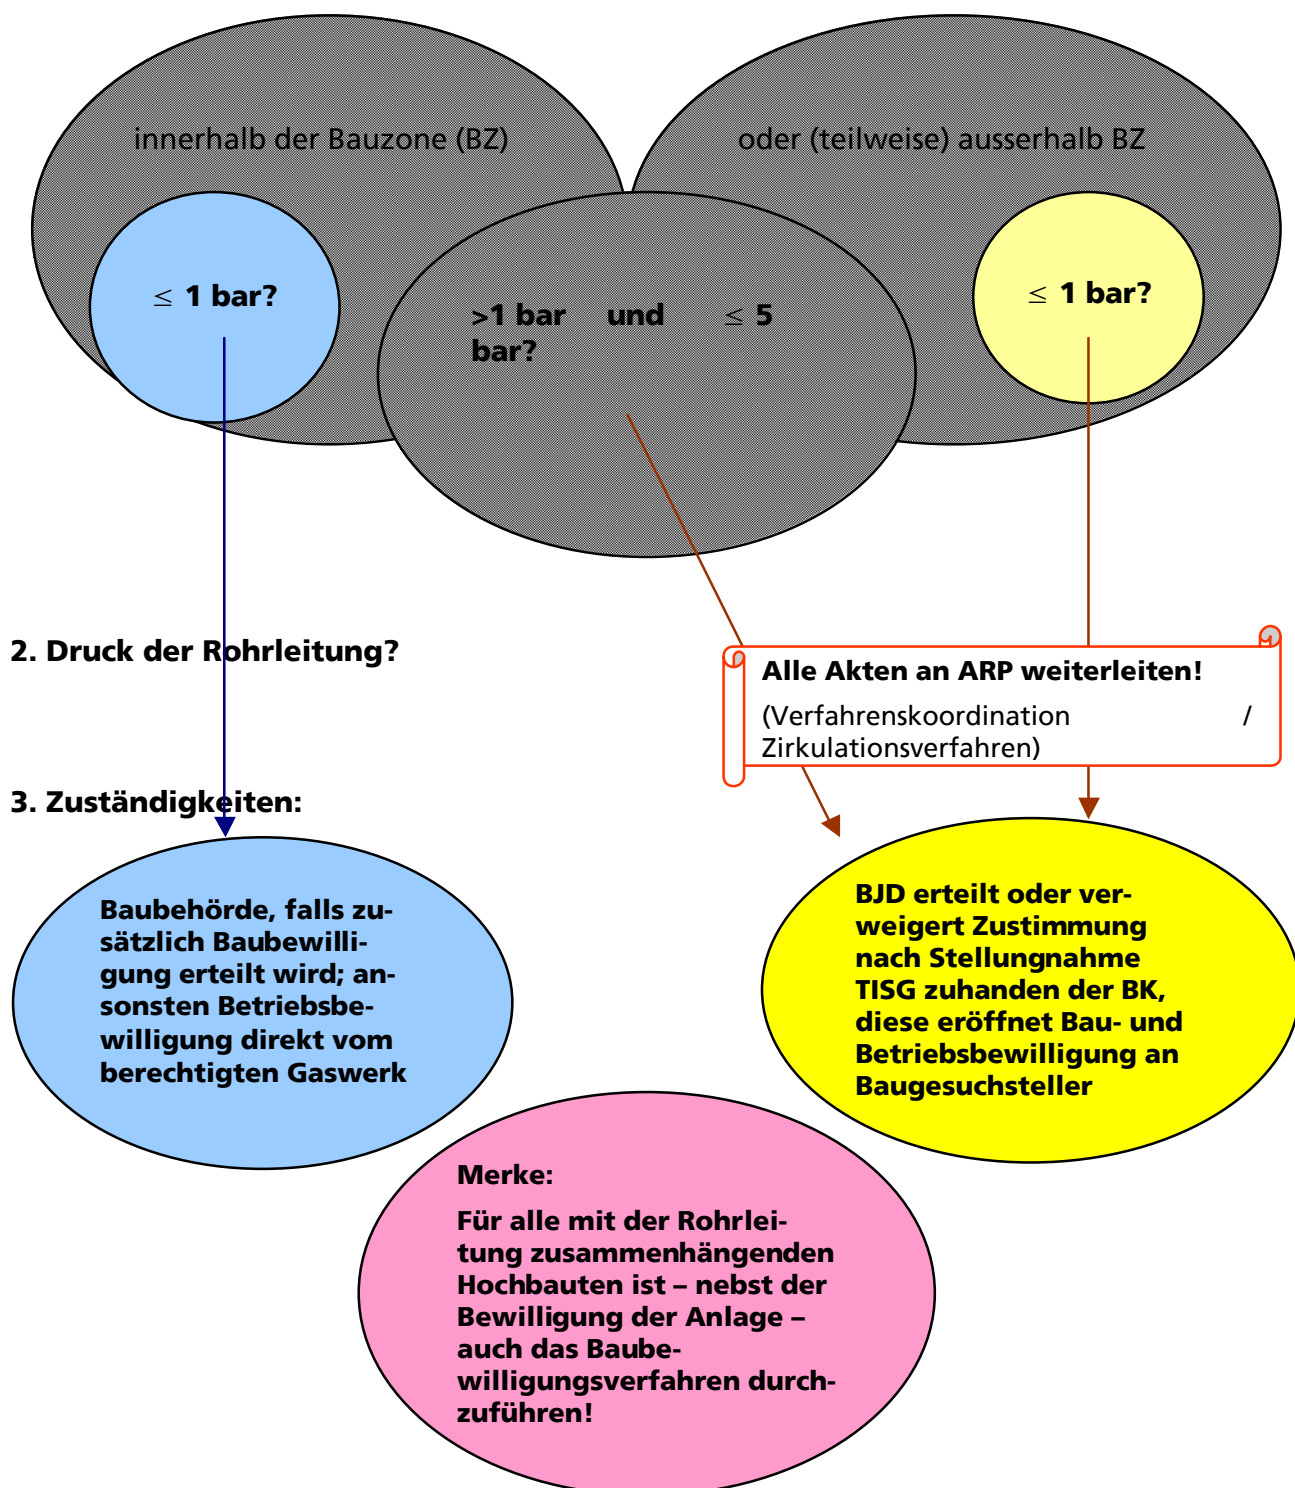 innerhalb der Bauzone (BZ)
oder (teilweise) ausserhalb BZ
≤ 1 bar?
>1 bar und ≤ 5
bar?
≤ 1 bar?
2. Druck der Rohrleitung?
Alle Akten an ARP weiterleiten!
(Verfahrenskoordination /
Zirkulationsverfahren)
3. Zuständigkeiten:
Baubehörde, falls zu-
sätzlich Baubewilli-
gung erteilt wird; an-
sonsten Betriebsbe-
willigung direkt vom
berechtigten Gaswerk
BJD erteilt oder ver-
weigert Zustimmung
nach Stellungnahme
TISG zuhanden der BK,
diese eröffnet Bau- und
Betriebsbewilligung an
Baugesuchsteller
Merke:
Für alle mit der Rohrlei-
tung zusammenhängenden
Hochbauten ist – nebst der
Bewilligung der Anlage –
auch das Baube-
willigungsverfahren durch-
zuführen!